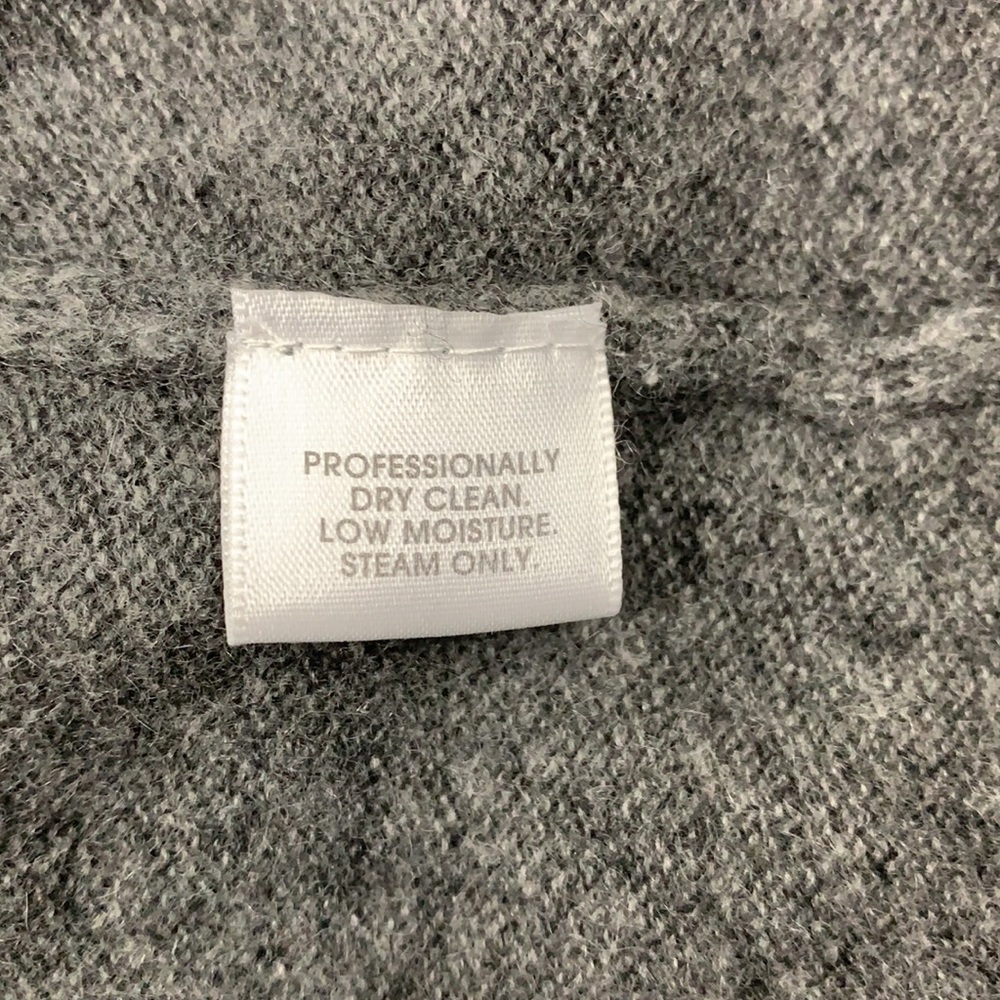 PROFESSIONALLY
DRY CLEAN.
LOW MOISTURE.
STEAM ONLY.